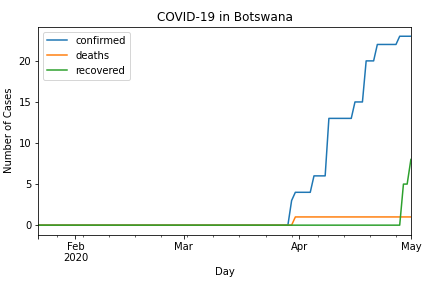 COVID-19 in Botswana
confirmed
deaths
recovered
Number of Cases
20
15
10
5
0
Feb
2020
Mar
Apr
May
Day